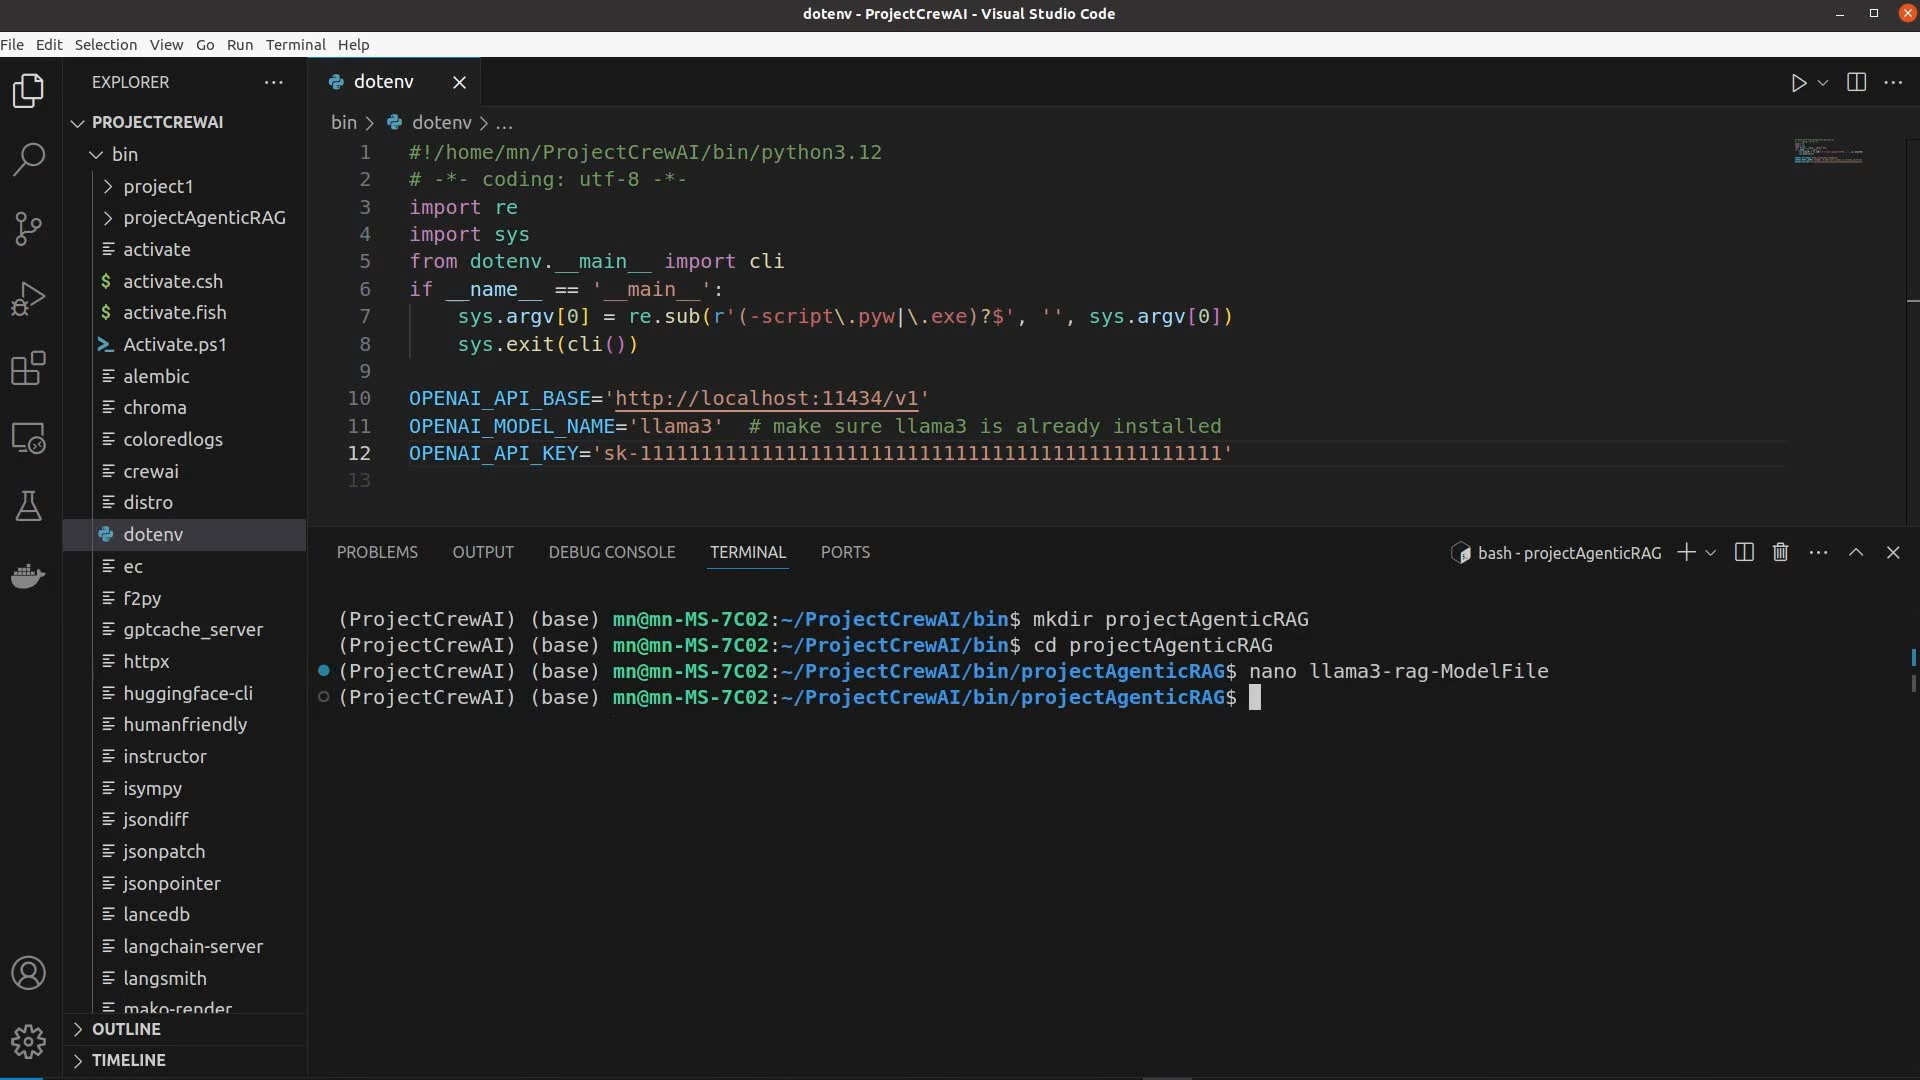 dotenv - ProjectCrewAI - Visual Studio Code
File Edit Selection View Go Run Terminal Help
EXPLORER
PROJECTCREWAI
bin
project1
projectAgenticRAG
activate
activate.csh
activate.fish
Activate.ps1
alembic
chroma
coloredlogs
crewai
distro
dotenv
ec
f2py
gptcache_server
httpx
huggingface-cli
humanfriendly
instructor
isympy
jsondiff
jsonpatch
jsonpointer
lancedb
langchain-server
langsmith
mako-render
OUTLINE
TIMELINE
dotenv
bin > dotenv > ...
1 #!/home/mn/ProjectCrewAI/bin/python3.12
2 # -*- coding: utf-8 -*-
3 import re
4 import sys
5 from dotenv.__main__ import cli
6 if __name__ == '__main__':
7 sys.argv[0] = re.sub(r'(-script\.pyw|\.exe)?$', '', sys.argv[0])
8 sys.exit(cli())
9
10 OPENAI_API_BASE='http://localhost:11434/v1'
11 OPENAI_MODEL_NAME='llama3' # make sure llama3 is already installed
12 OPENAI_API_KEY='sk-111111111111111111111111111111111111111111111111'
13
PROBLEMS OUTPUT DEBUG CONSOLE TERMINAL PORTS
bash - projectAgenticRAG
(ProjectCrewAI) (base) mn@mn-MS-7C02:~/ProjectCrewAI/bin$ mkdir projectAgenticRAG
(ProjectCrewAI) (base) mn@mn-MS-7C02:~/ProjectCrewAI/bin$ cd projectAgenticRAG
(ProjectCrewAI) (base) mn@mn-MS-7C02:~/ProjectCrewAI/bin/projectAgenticRAG$ nano llama3-rag-ModelFile
(ProjectCrewAI) (base) mn@mn-MS-7C02:~/ProjectCrewAI/bin/projectAgenticRAG$